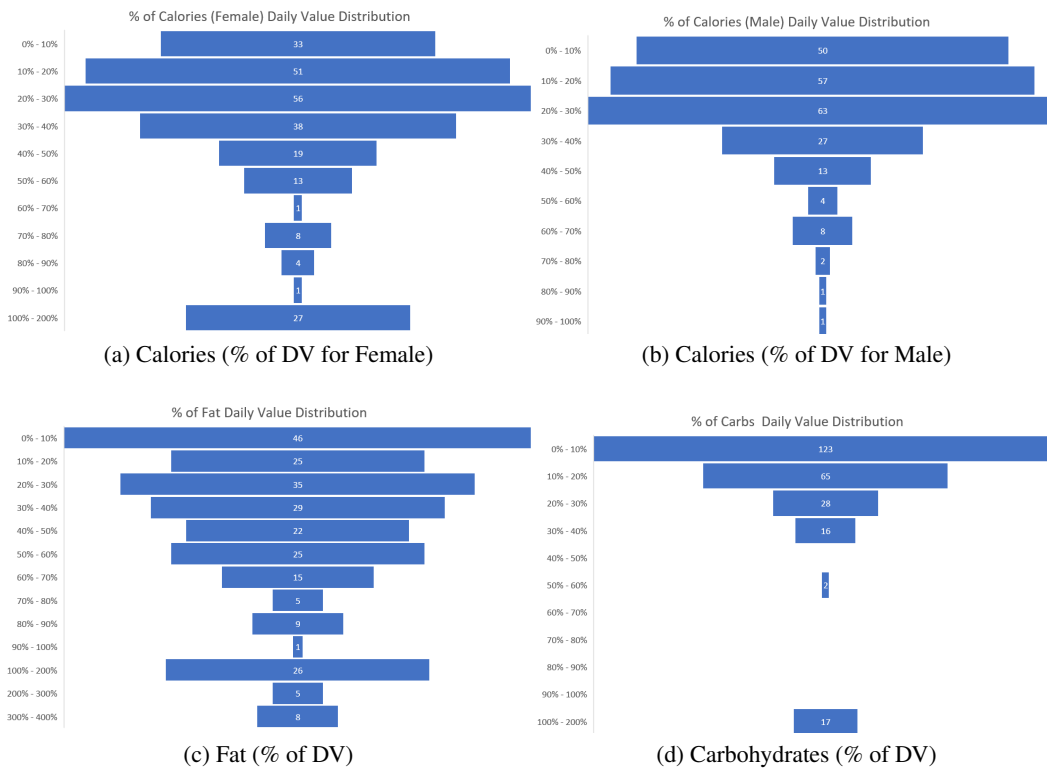 % of Calories (Female) Daily Value Distribution
0% - 10%
33
10% - 20%
51
20% - 30%
56
30% - 40%
38
40% - 50%
19
50% - 60%
13
60% - 70%
1
70% - 80%
8
80% - 90%
4
90% - 100%
1
100% - 200%
27
(a) Calories (% of DV for Female)
% of Calories (Male) Daily Value Distribution
0% - 10%
50
10% - 20%
57
20% - 30%
63
30% - 40%
27
40% - 50%
13
50% - 60%
4
60% - 70%
8
70% - 80%
2
80% - 90%
1
90% - 100%
1
(b) Calories (% of DV for Male)
% of Fat Daily Value Distribution
0% - 10%
46
10% - 20%
25
20% - 30%
35
30% - 40%
29
40% - 50%
22
50% - 60%
25
60% - 70%
15
70% - 80%
5
80% - 90%
9
90% - 100%
1
100% - 200%
26
200% - 300%
5
300% - 400%
8
(c) Fat (% of DV)
% of Carbs Daily Value Distribution
0% - 10%
123
10% - 20%
65
20% - 30%
28
30% - 40%
16
40% - 50%
50% - 60%
2
60% - 70%
70% - 80%
80% - 90%
90% - 100%
100% - 200%
17
(d) Carbohydrates (% of DV)